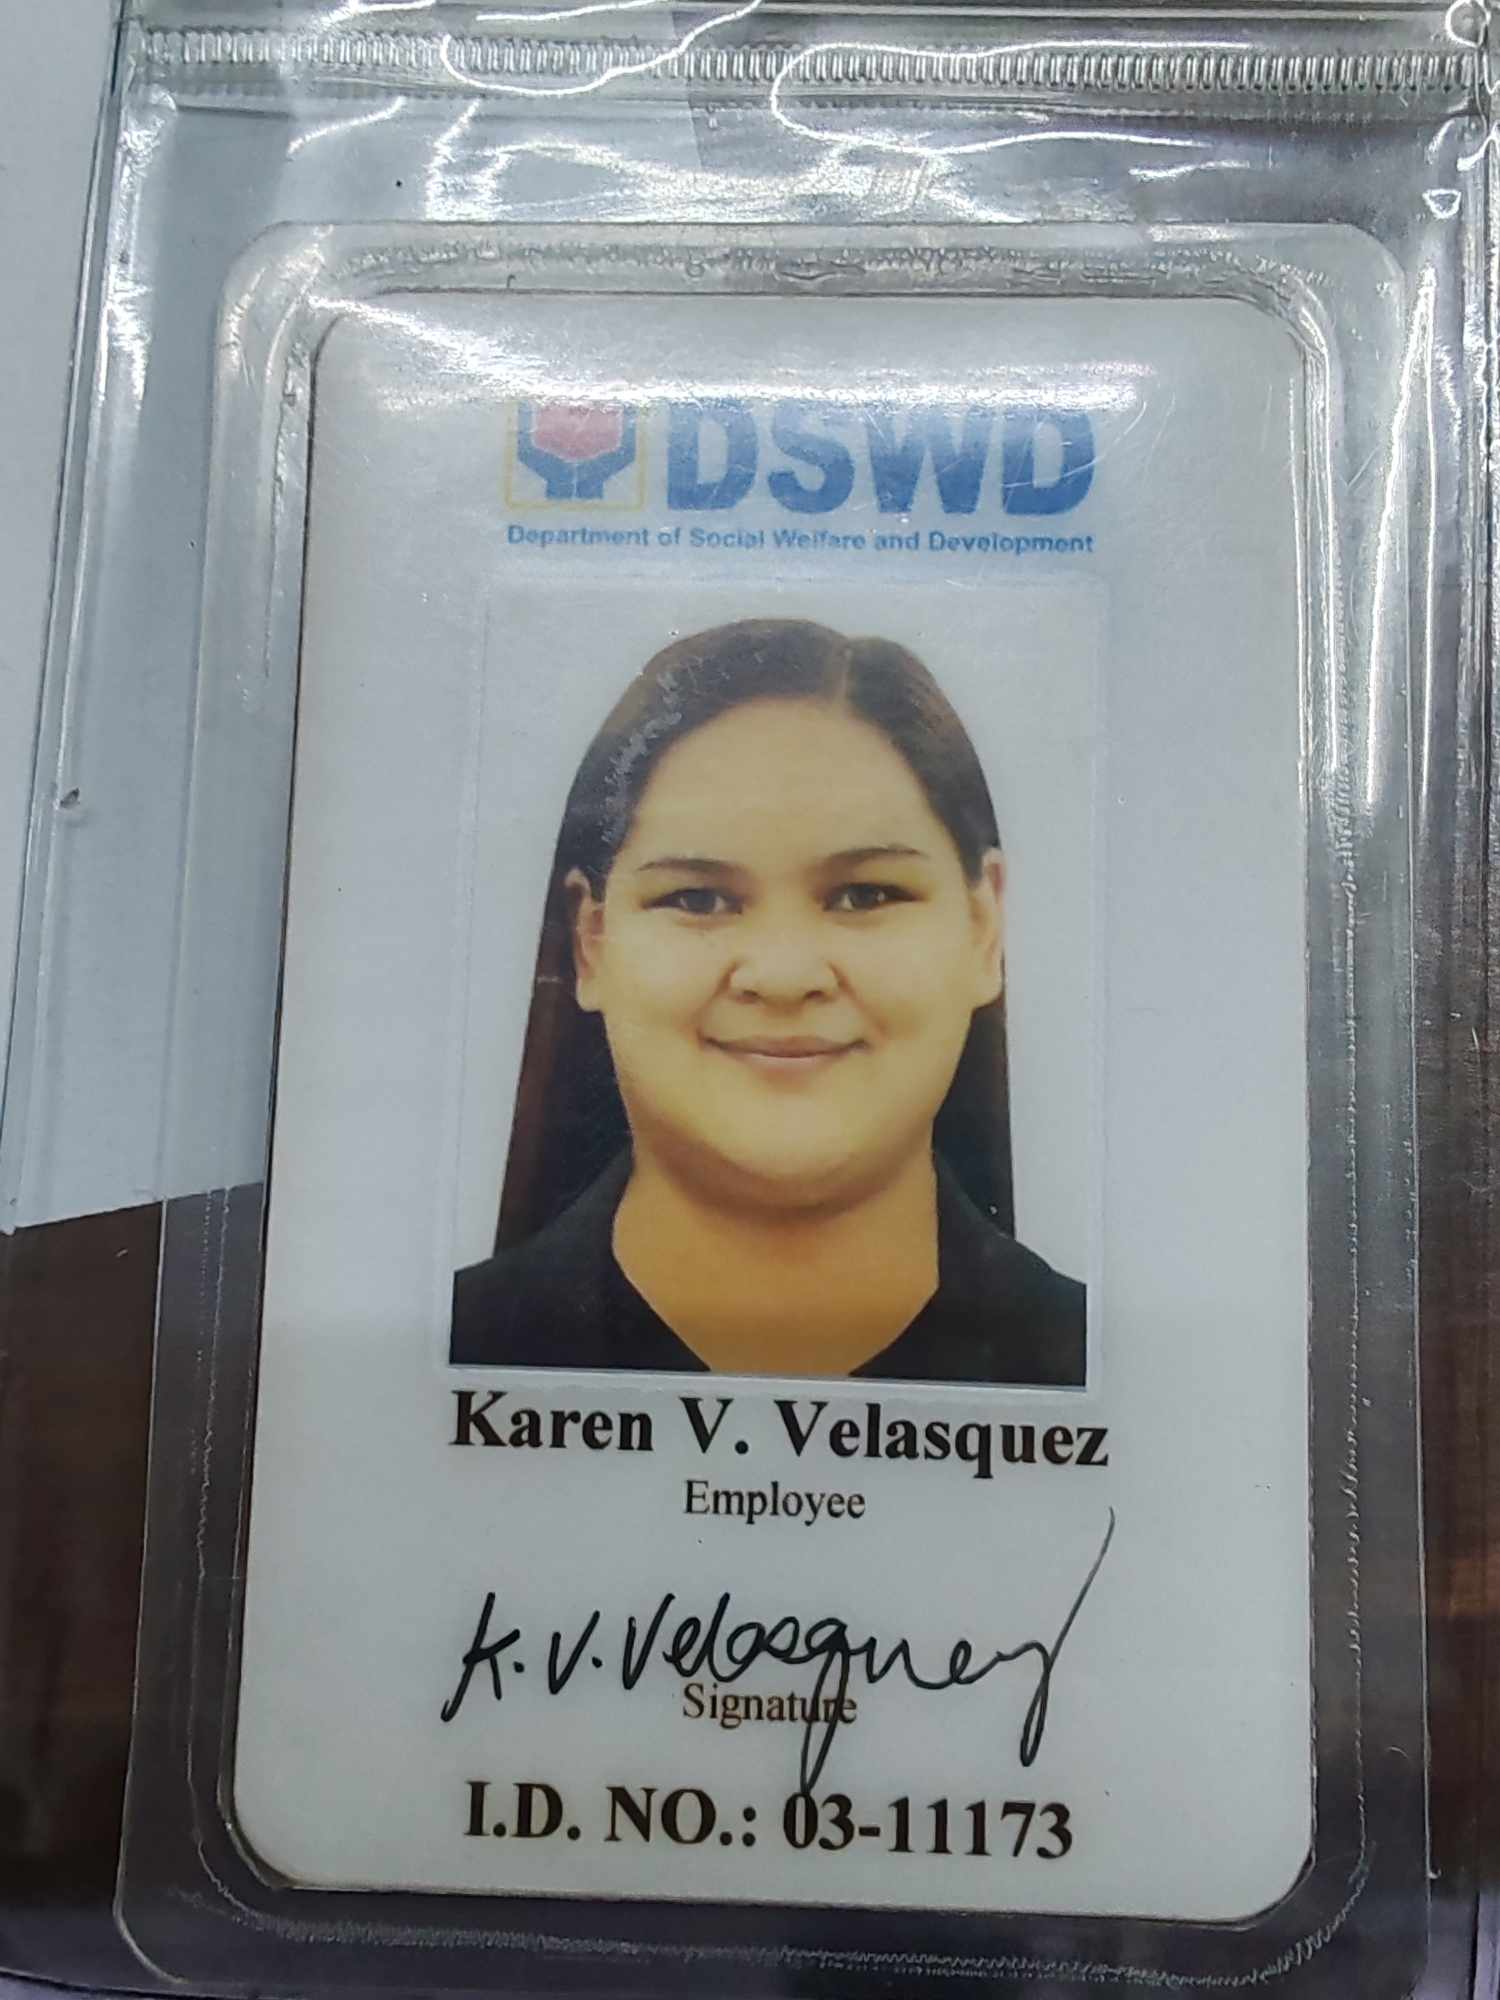 DSWD
Department of Social Welfare and Development
Karen V. Velasquez
Employee
K. V. Velasquez
Signature
I.D. NO.: 03-11173